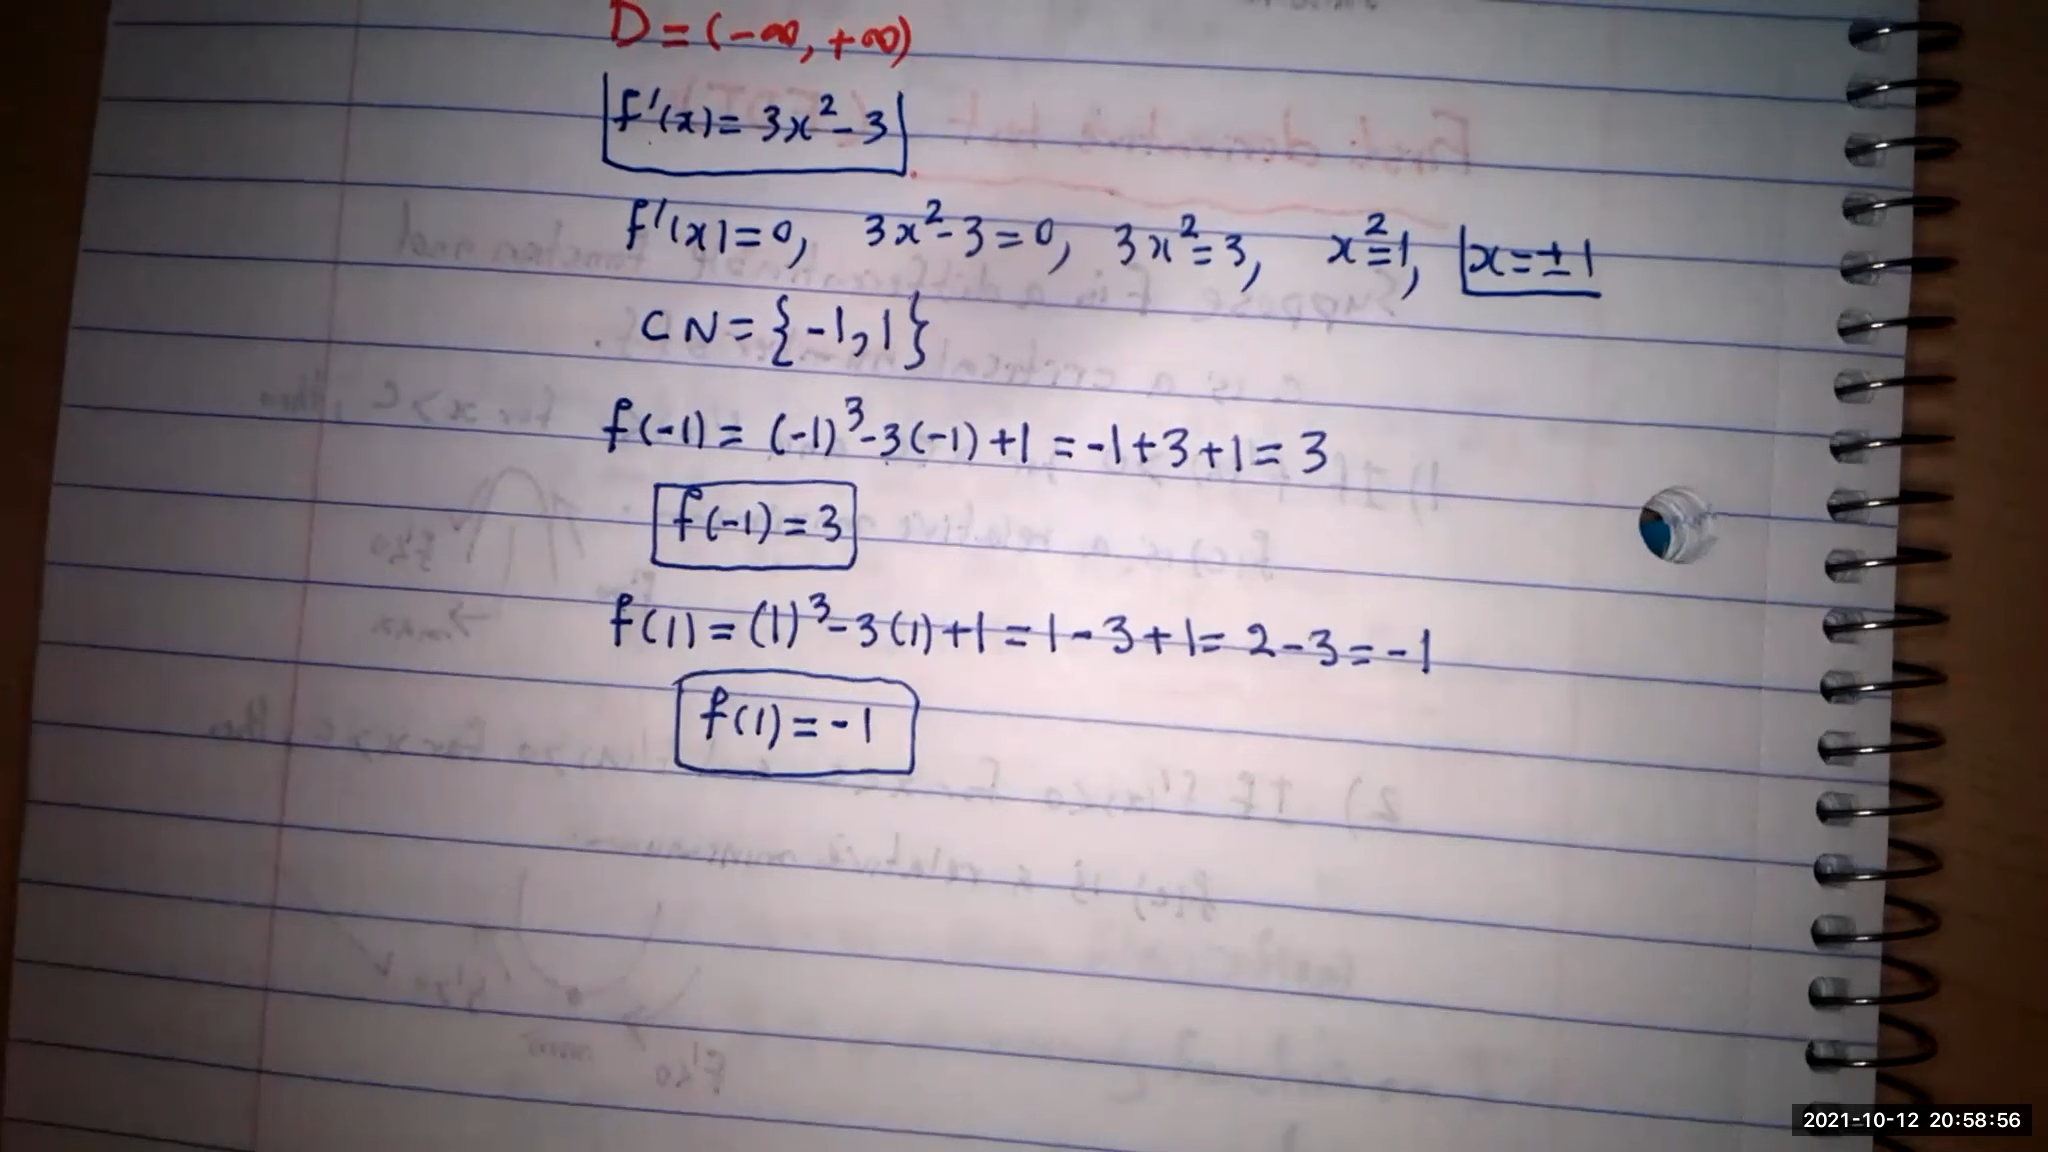 D = (-∞, +∞)
f'(x) = 3x² - 3
f'(x) = 0, 3x² - 3 = 0, 3x² = 3, x² = 1, x = ± 1
CN = {-1, 1}
f(-1) = (-1)³ - 3(-1) + 1 = -1 + 3 + 1 = 3
f(-1) = 3
f(1) = (1)³ - 3(1) + 1 = 1 - 3 + 1 = 2 - 3 = -1
f(1) = -1
2021-10-12 20:58:56